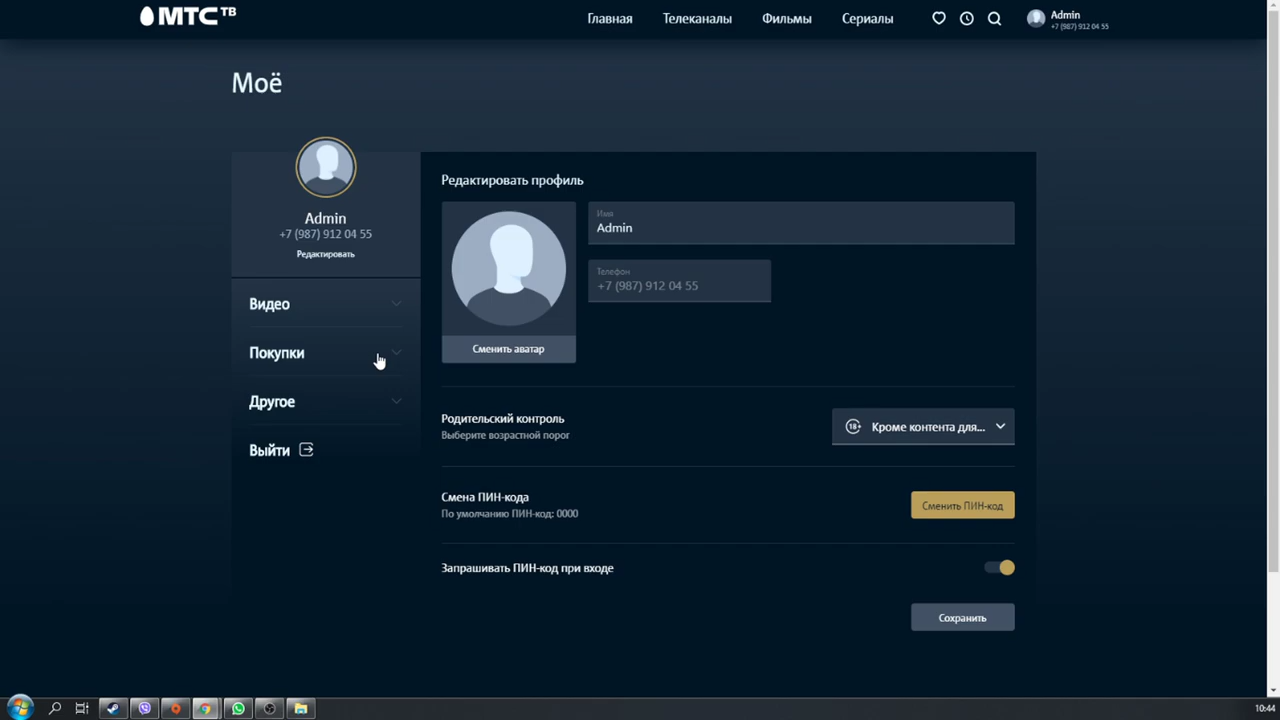 МТС ТВ
Главная Телеканалы Фильмы Сериалы
Admin
+7 (987) 912 04 55
Моё
Admin
+7 (987) 912 04 55
Редактировать
Видео
Покупки
Другое
Выйти
Редактировать профиль
Сменить аватар
Имя
Admin
Телефон
+7 (987) 912 04 55
Родительский контроль
Выберите возрастной порог
18+ Кроме контента для...
Смена ПИН-кода
По умолчанию ПИН-код: 0000
Сменить ПИН-код
Запрашивать ПИН-код при входе
Сохранить
10:44